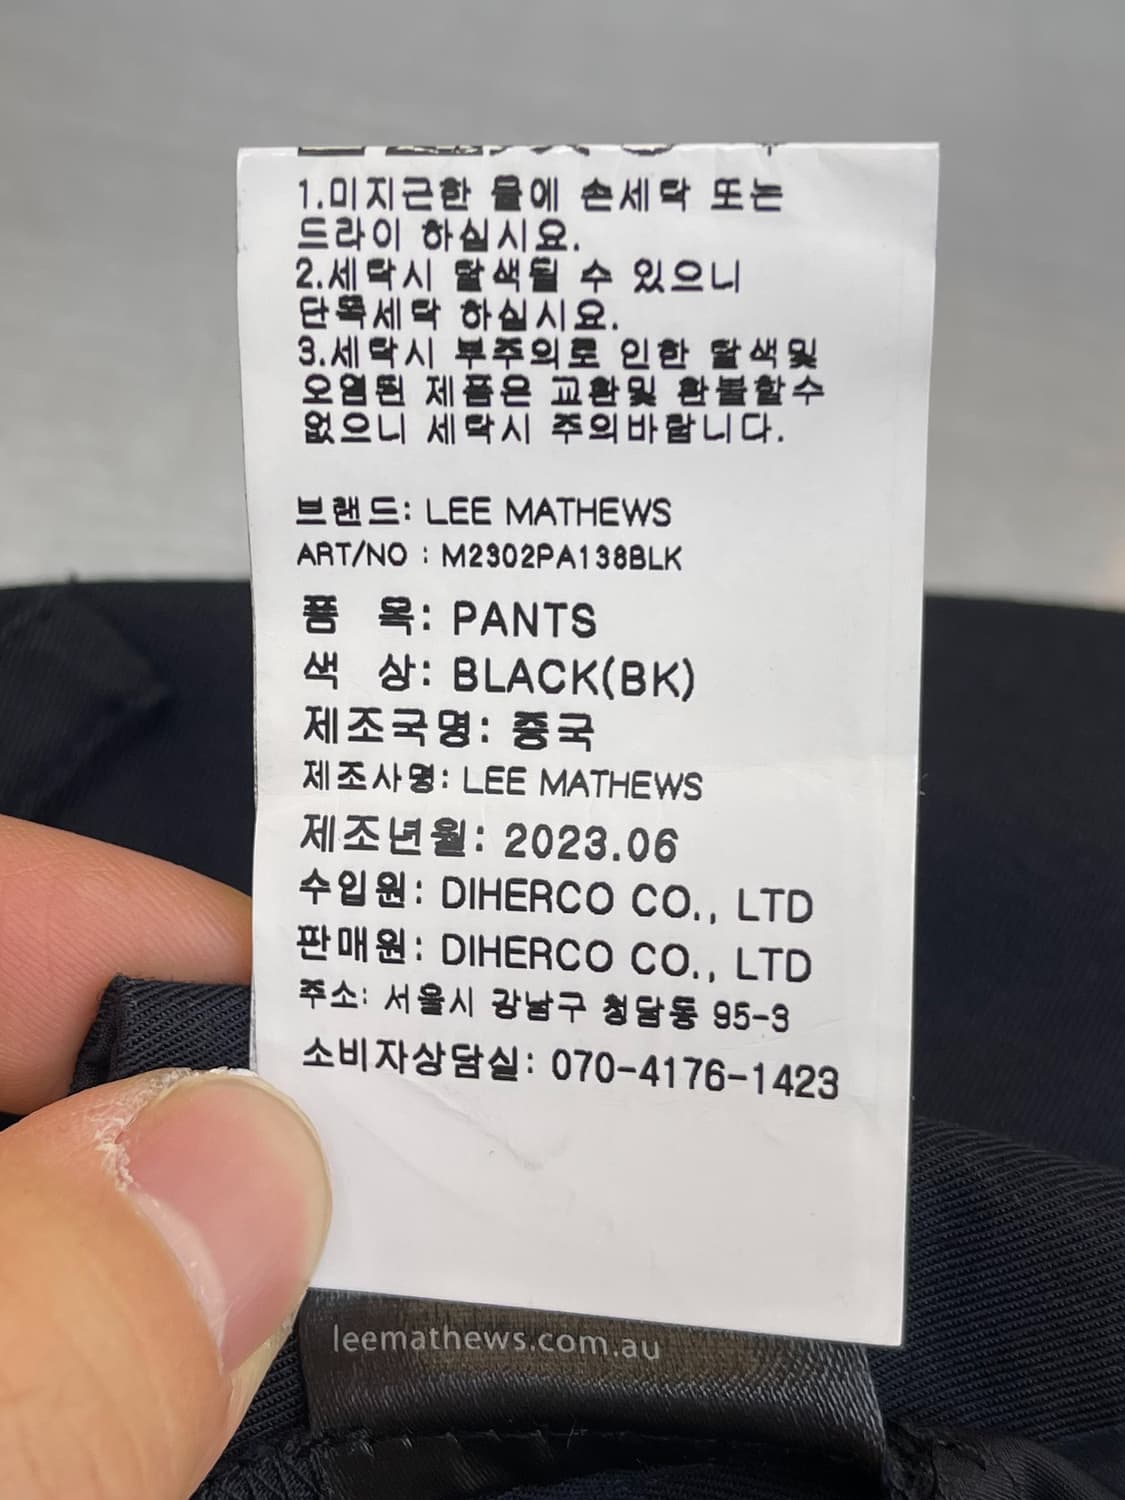 1.미지근한 물에 손세탁 또는
드라이 하십시요.
2.세탁시 탈색될 수 있으니
단독세탁 하십시요.
3.세탁시 부주의로 인한 탈색및
오염된 제품은 교환및 환불할수
없으니 세탁시 주의바랍니다.
브랜드: LEE MATHEWS
ART/NO : M2302PA138BLK
품 목: PANTS
색 상: BLACK(BK)
제조국명: 중국
제조사명: LEE MATHEWS
제조년월: 2023.06
수입원: DIHERCO CO., LTD
판매원: DIHERCO CO., LTD
주소: 서울시 강남구 청담동 95-3
소비자상담실: 070-4176-1423
leemathews.com.au